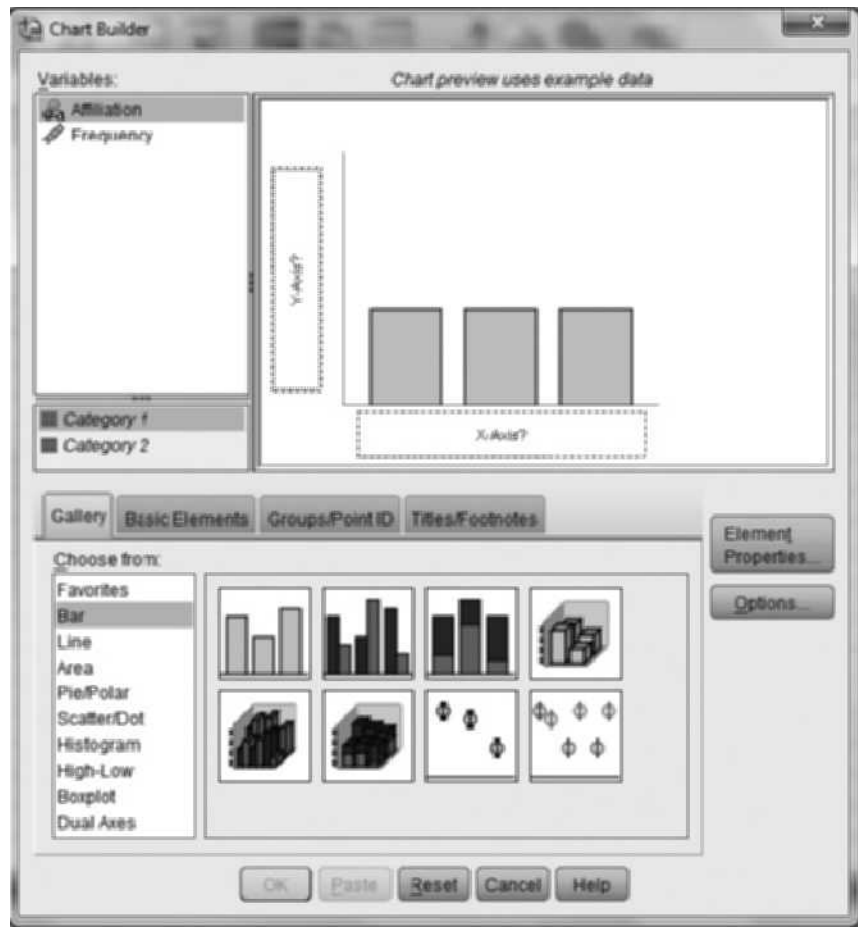 Chart Builder
Variables:
Chart preview uses example data
Affiliation
Frequency
Y-Axis?
X-Axis?
Category 1
Category 2
Gallery
Basic Elements
Groups/Point ID
Titles/Footnotes
Element Properties...
Options...
Choose from:
Favorites
Bar
Line
Area
Pie/Polar
Scatter/Dot
Histogram
High-Low
Boxplot
Dual Axes
OK
Paste
Reset
Cancel
Help